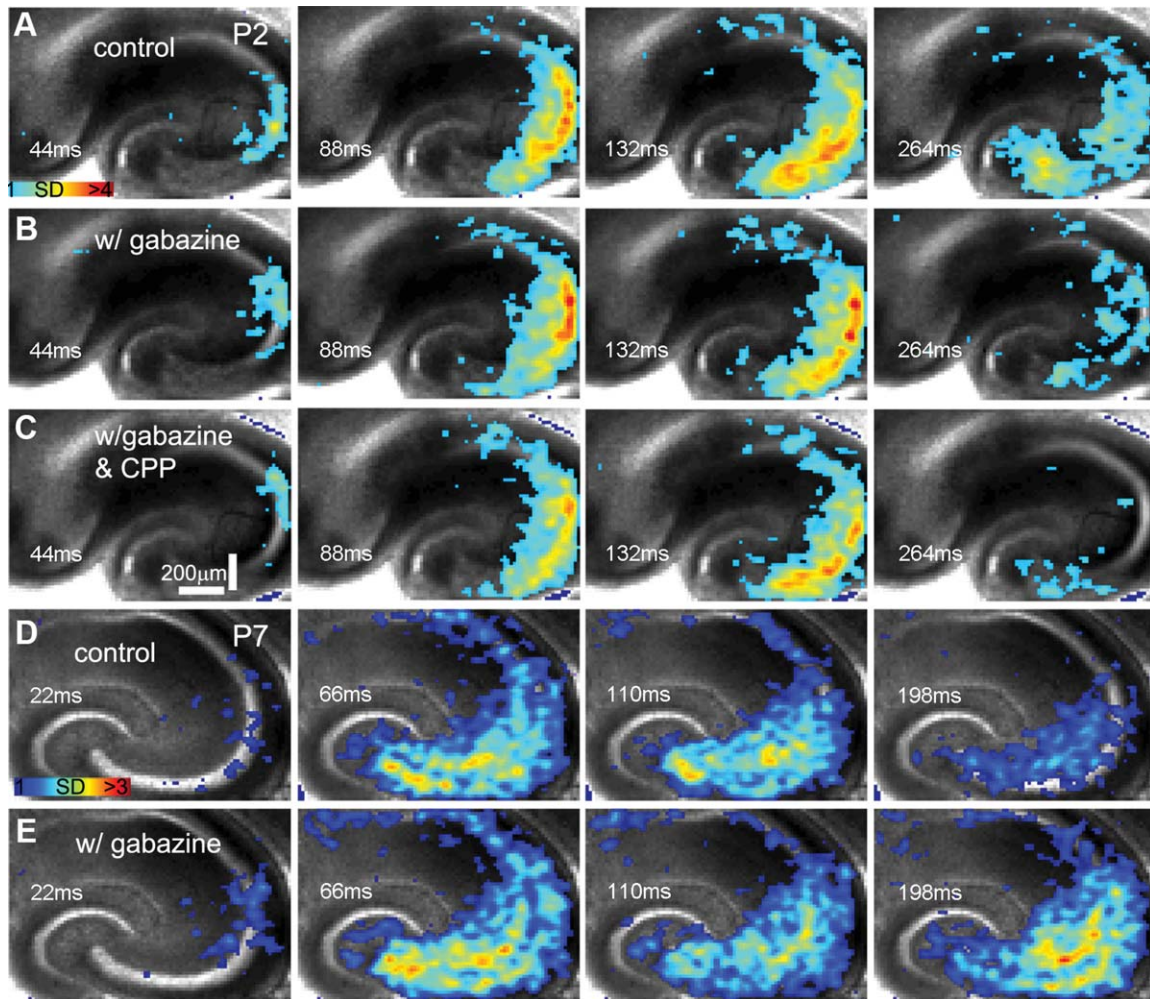 A
control
P2
44ms
88ms
132ms
264ms
1 SD >4
B
w/ gabazine
44ms
88ms
132ms
264ms
C
w/gabazine
& CPP
44ms
88ms
132ms
264ms
200μm
D
control
P7
22ms
66ms
110ms
198ms
1 SD >3
E
w/ gabazine
22ms
66ms
110ms
198ms